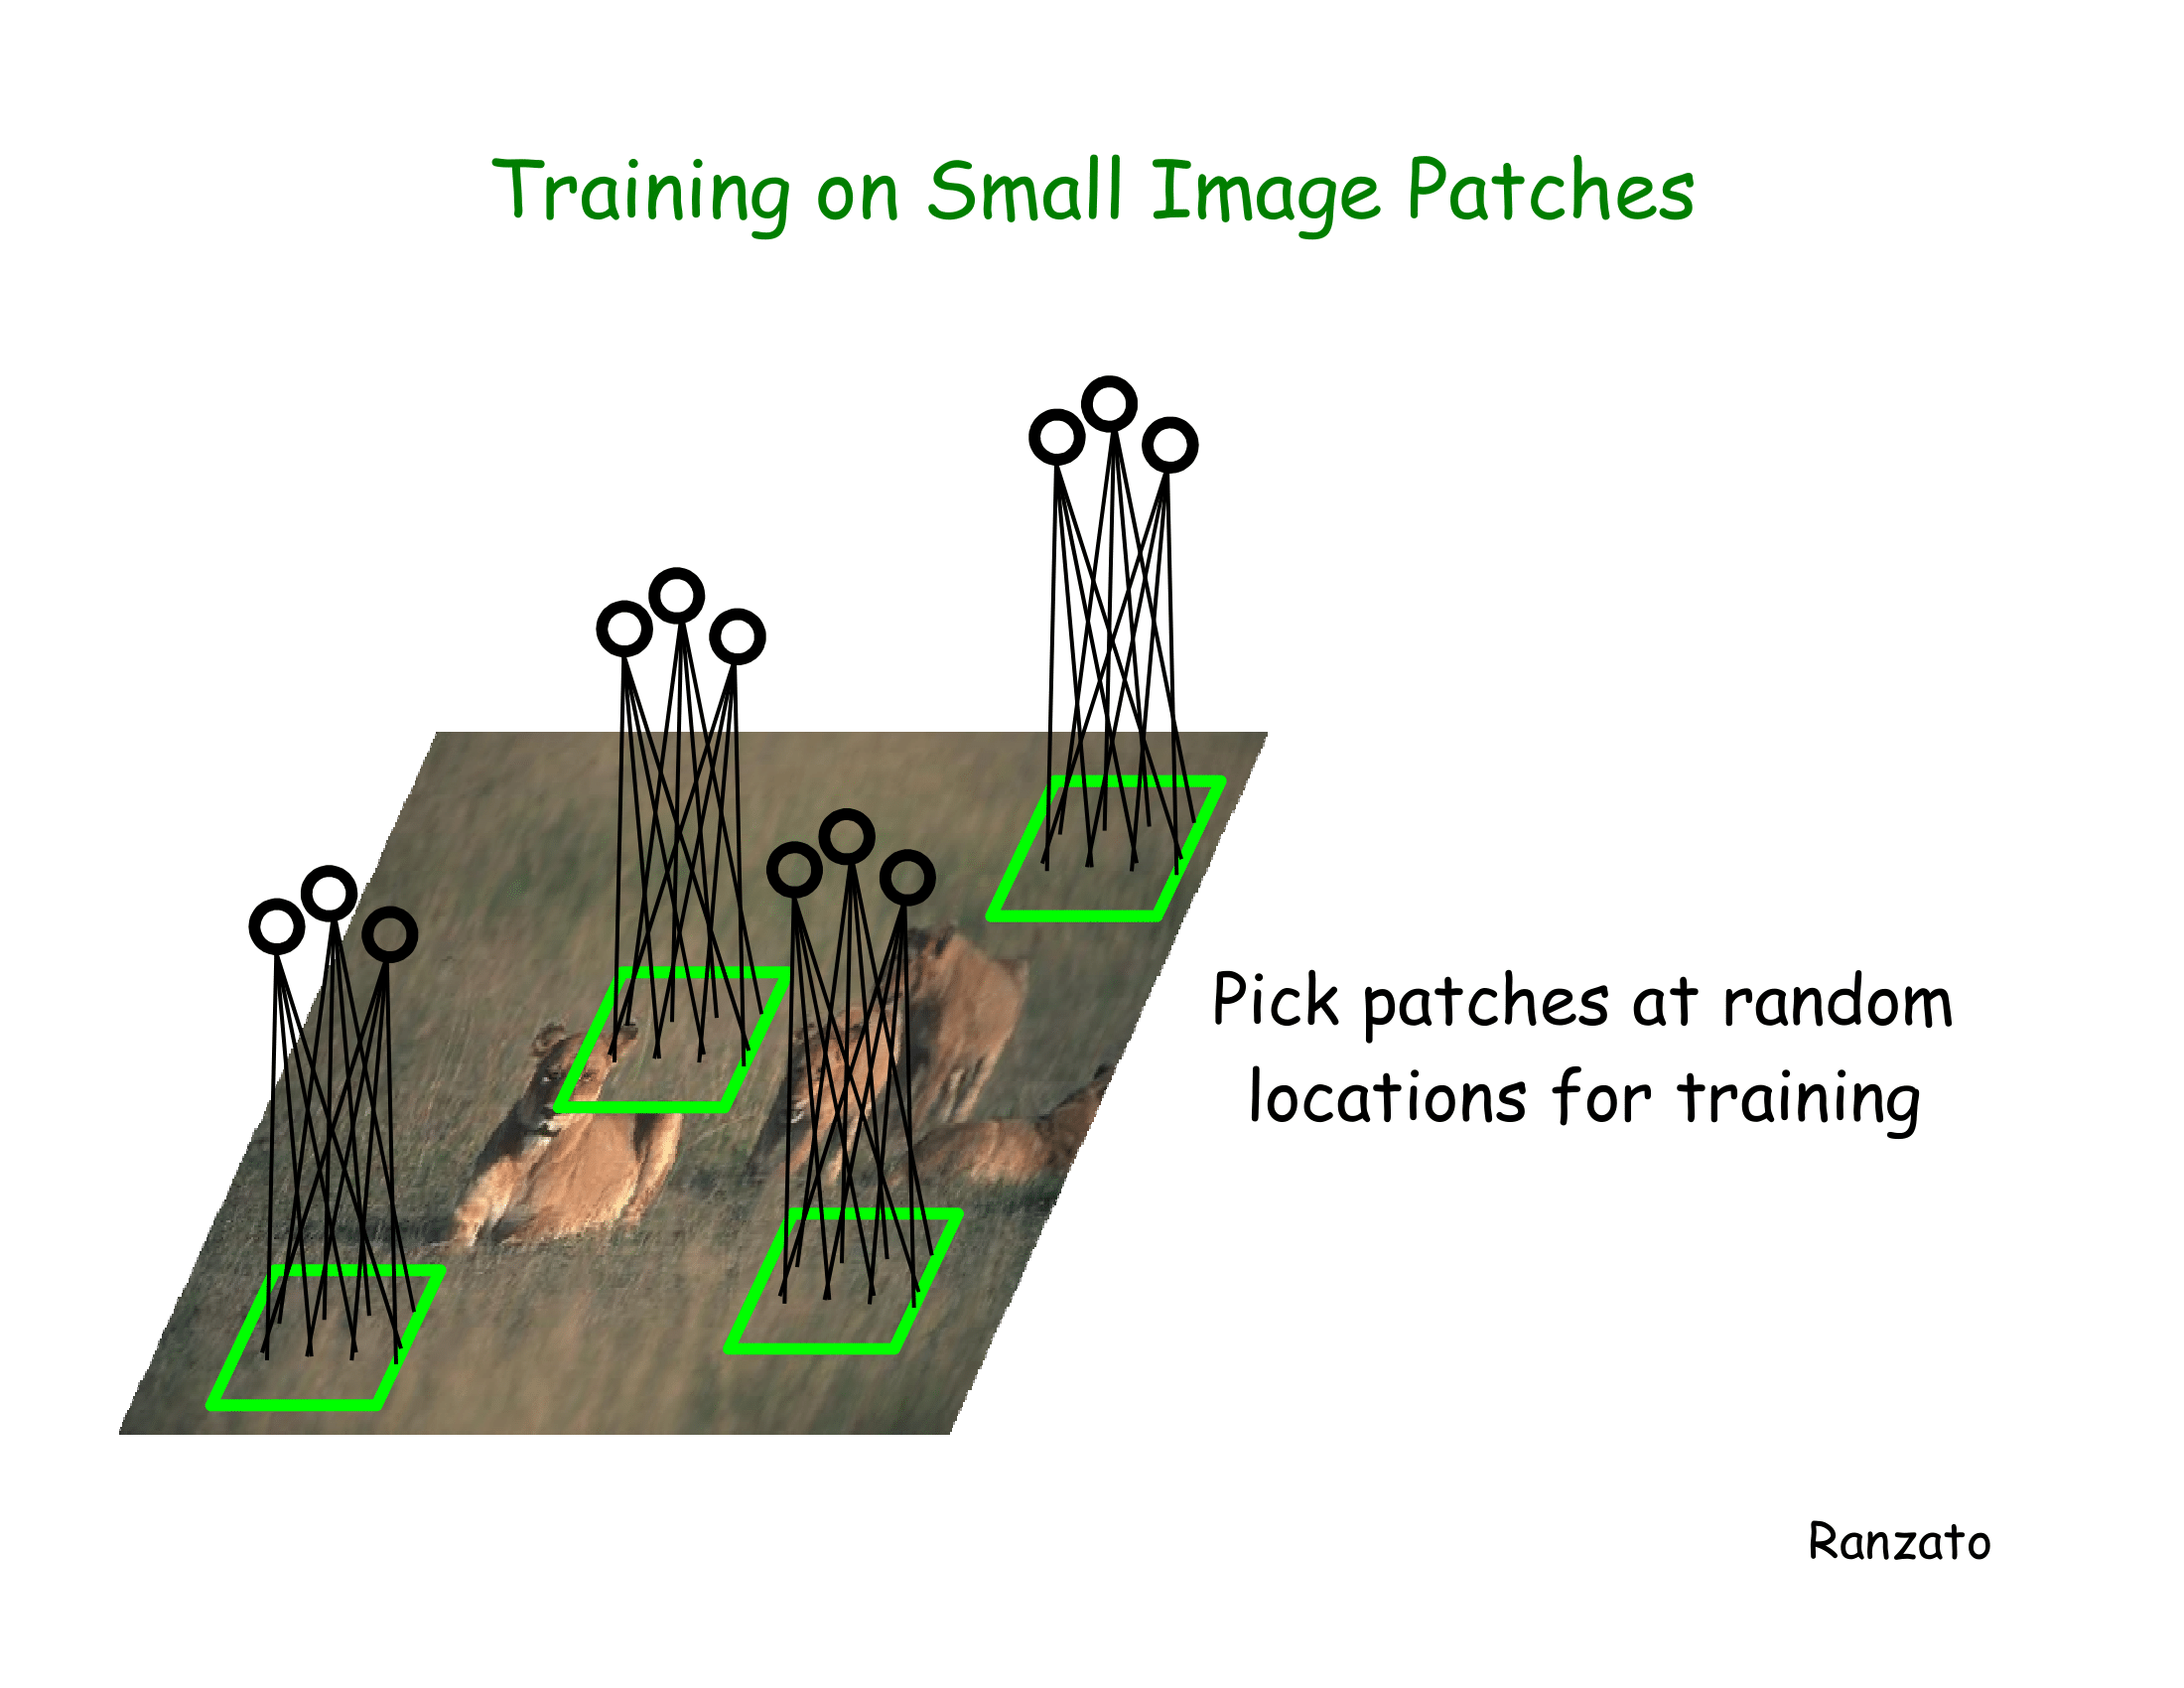 Training on Small Image Patches
Pick patches at random
locations for training
Ranzato